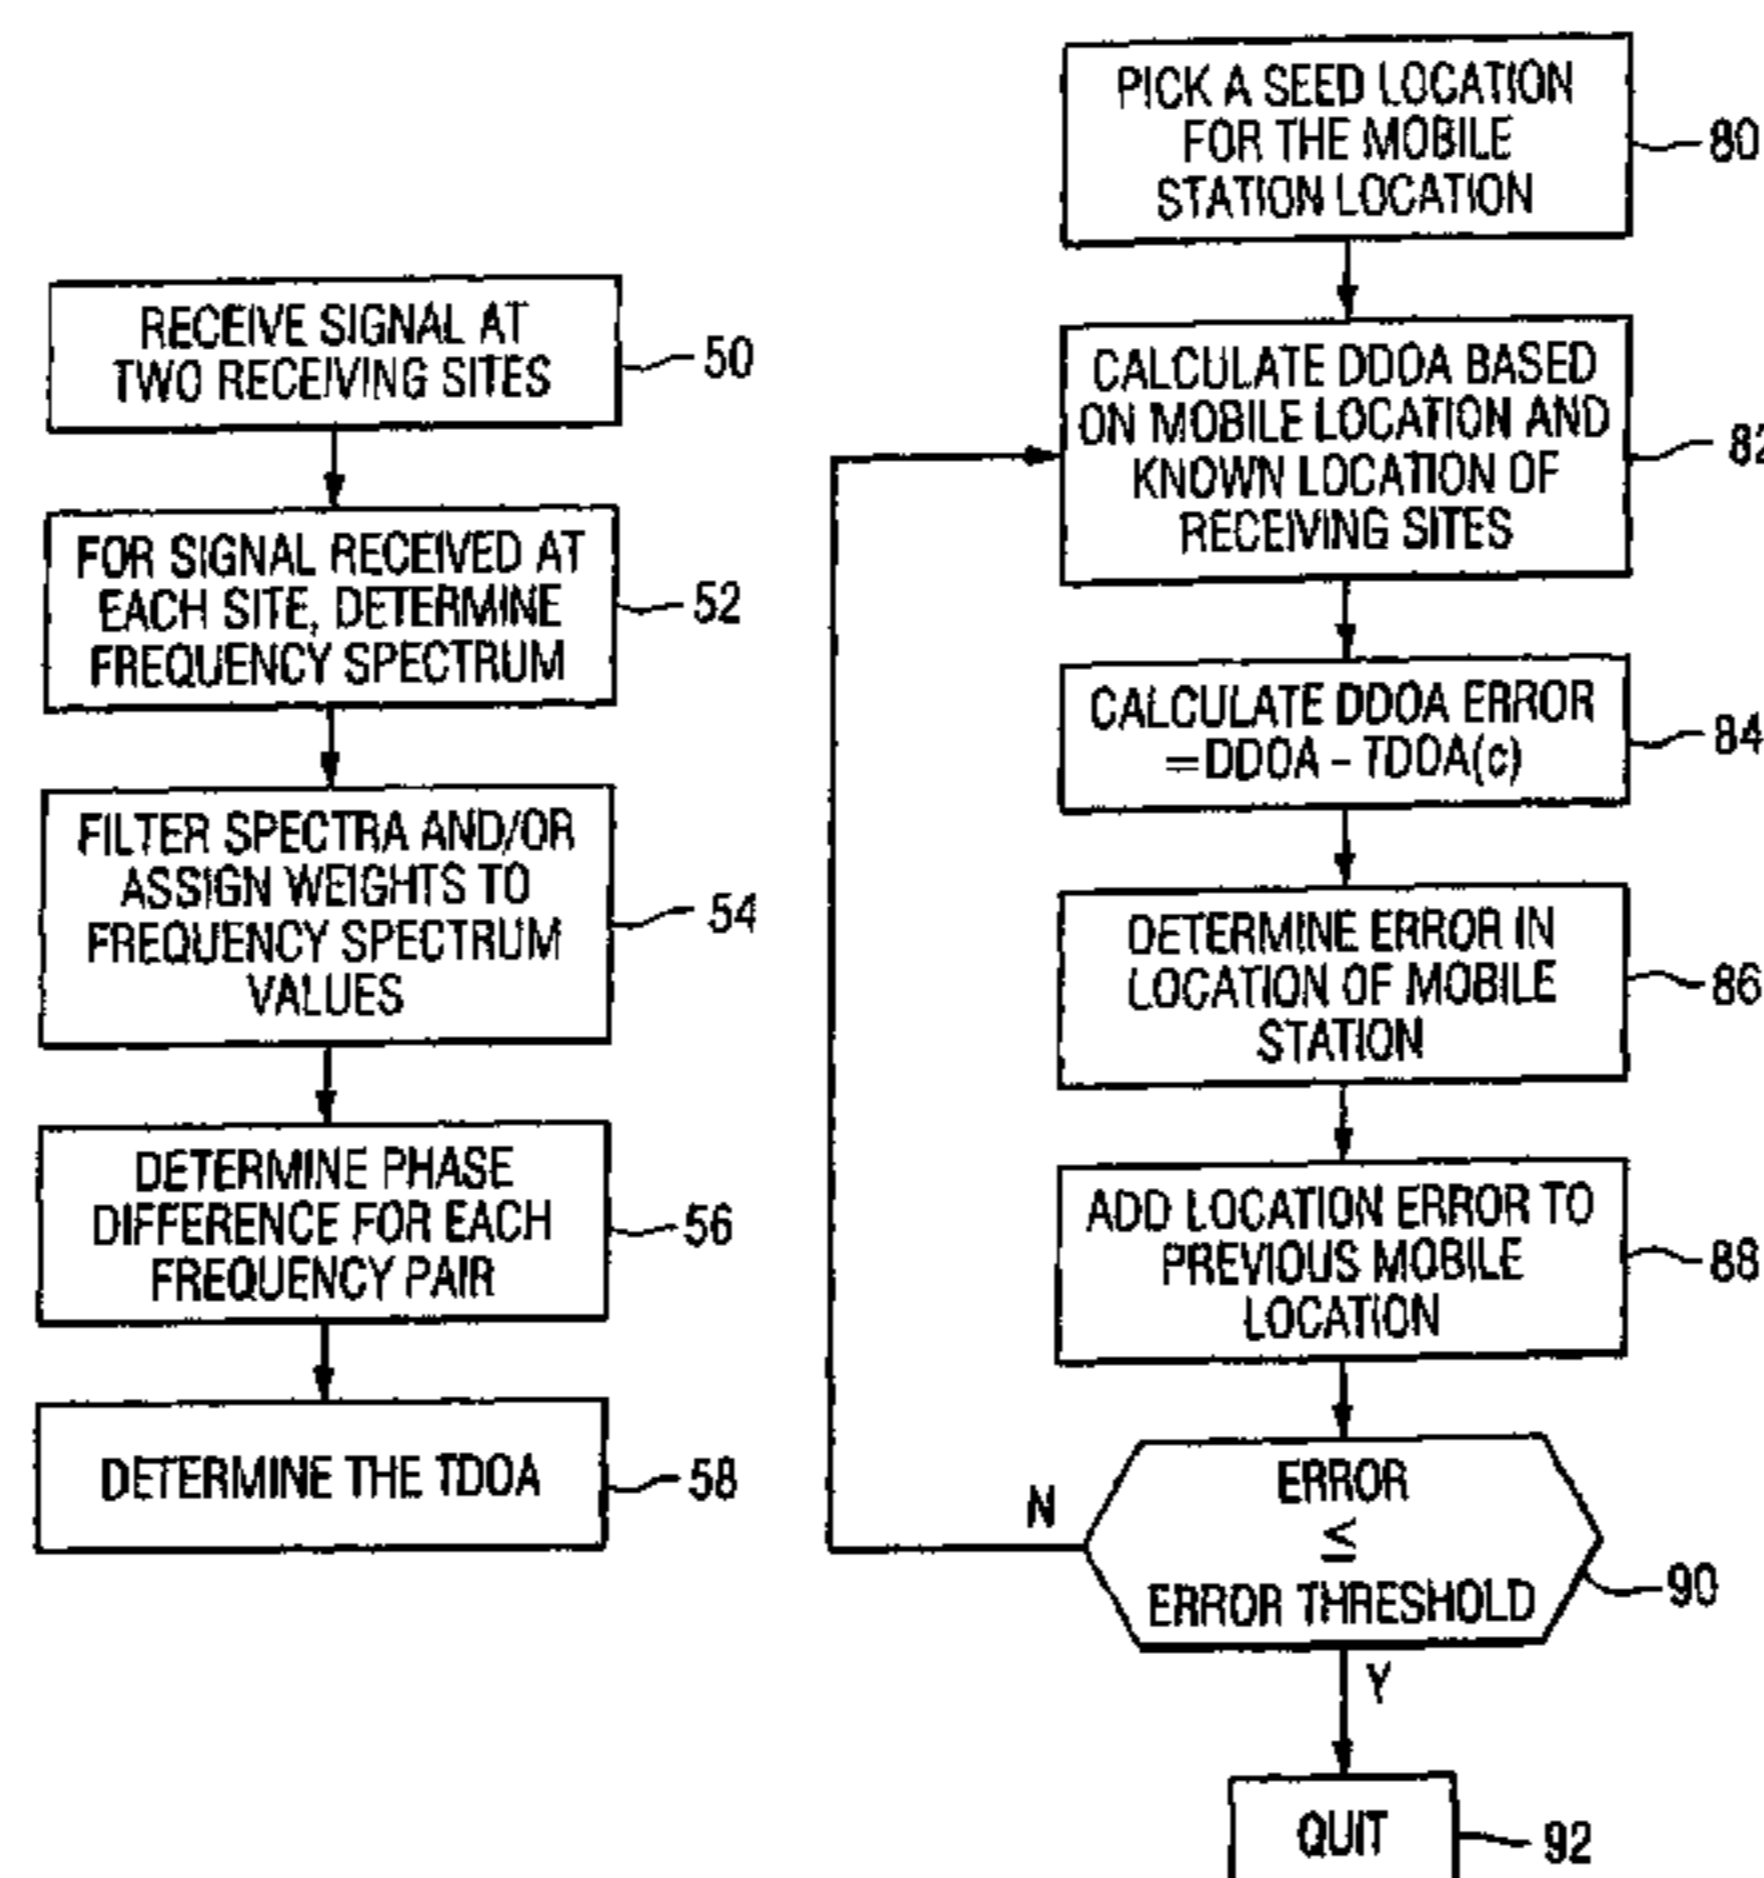 RECEIVE SIGNAL AT
TWO RECEIVING SITES
50
FOR SIGNAL RECEIVED AT
EACH SITE, DETERMINE
FREQUENCY SPECTRUM
52
FILTER SPECTRA AND/OR
ASSIGN WEIGHTS TO
FREQUENCY SPECTRUM
VALUES
54
DETERMINE PHASE
DIFFERENCE FOR EACH
FREQUENCY PAIR
56
DETERMINE THE TDOA
58
PICK A SEED LOCATION
FOR THE MOBILE
STATION LOCATION
80
CALCULATE DDOA BASED
ON MOBILE LOCATION AND
KNOWN LOCATION OF
RECEIVING SITES
82
CALCULATE DDOA ERROR
=DDOA - TDOA(c)
84
DETERMINE ERROR IN
LOCATION OF MOBILE
STATION
86
ADD LOCATION ERROR TO
PREVIOUS MOBILE
LOCATION
88
ERROR
≤
ERROR THRESHOLD
90
N
Y
QUIT
92